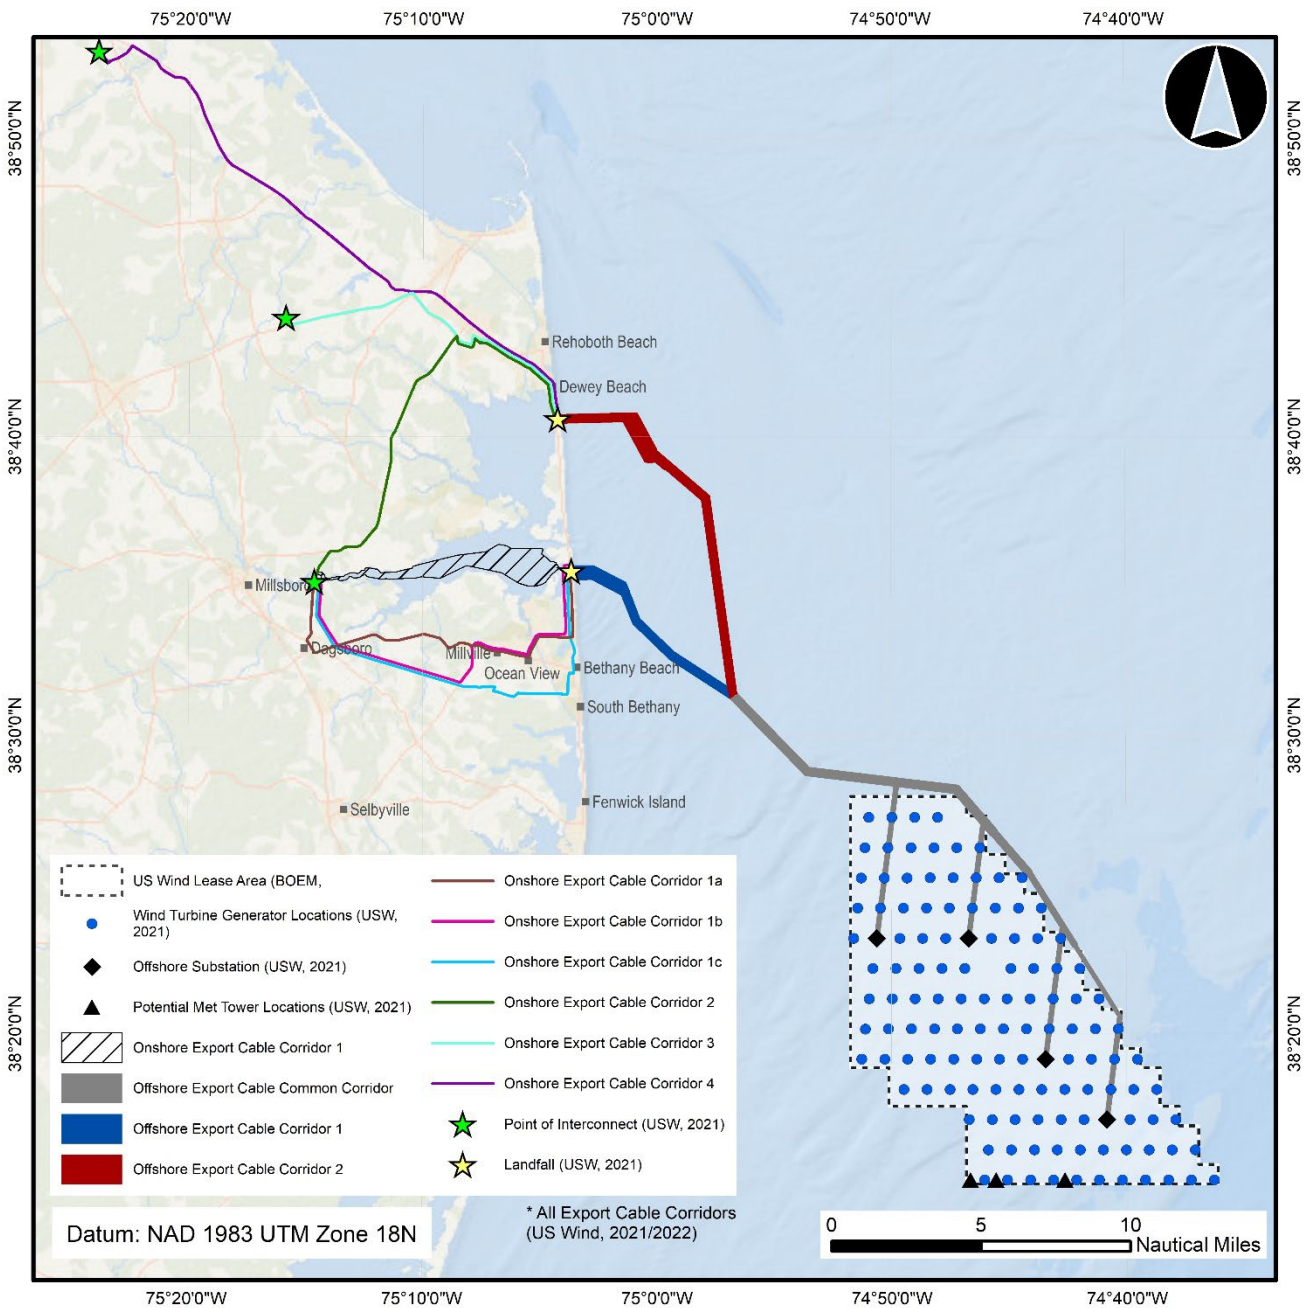 75°20'0"W 75°10'0"W 75°0'0"W 74°50'0"W 74°40'0"W
38°50'0"N 38°50'0"N
Rehoboth Beach
Dewey Beach
38°40'0"N 38°40'0"N
Millsboro
Dagsboro
Millville
Ocean View
Bethany Beach
South Bethany
38°30'0"N 38°30'0"N
Selbyville
Fenwick Island
US Wind Lease Area (BOEM,
Wind Turbine Generator Locations (USW,
2021)
Offshore Substation (USW, 2021)
Potential Met Tower Locations (USW, 2021)
Onshore Export Cable Corridor 1
Offshore Export Cable Common Corridor
Offshore Export Cable Corridor 1
Offshore Export Cable Corridor 2
Onshore Export Cable Corridor 1a
Onshore Export Cable Corridor 1b
Onshore Export Cable Corridor 1c
Onshore Export Cable Corridor 2
Onshore Export Cable Corridor 3
Onshore Export Cable Corridor 4
Point of Interconnect (USW, 2021)
Landfall (USW, 2021)
38°20'0"N 38°20'0"N
* All Export Cable Corridors
(US Wind, 2021/2022)
Datum: NAD 1983 UTM Zone 18N
0 5 10
Nautical Miles
75°20'0"W 75°10'0"W 75°0'0"W 74°50'0"W 74°40'0"W